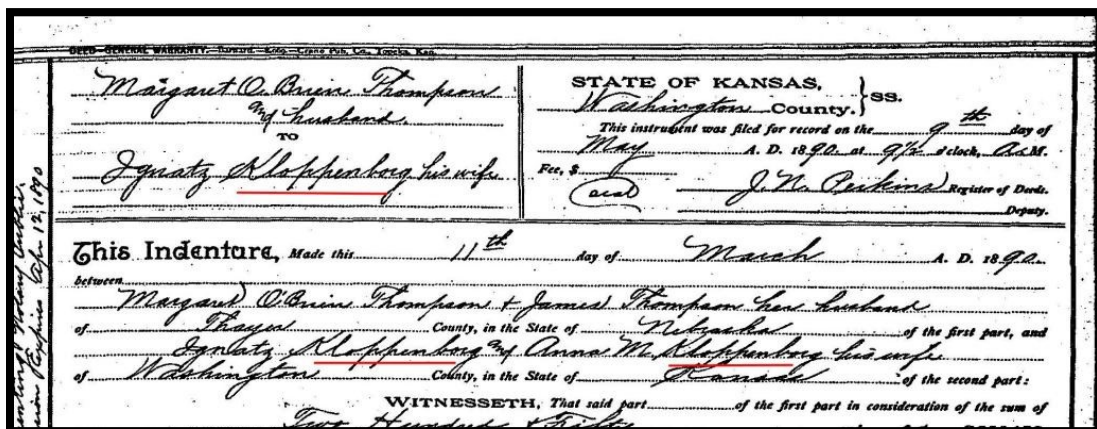 DEED—GENERAL WARRANTY.
Margaret O'Brien Thompson
and husband.
TO
Ignatz Kloppenborg his wife
STATE OF KANSAS,
Washington County. } SS.
This instrument was filed for record on the 9th day of
May A. D. 1890. at 9½ o'clock, A.M.
Fee, $
(seal)
J. N. Perkins Register of Deeds.
Deputy.
This Indenture, Made this 11th day of March A. D. 1890.
between
Margaret O'Brien Thompson & James Thompson her husband
of Thayer County, in the State of Nebraska of the first part, and
Ignatz Kloppenborg and Anna M. Kloppenborg his wife
of Washington County, in the State of Kansas of the second part:
WITNESSETH, That said part of the first part in consideration of the sum of
Two Hundred & Fifty
Notary
Expires Apr 12, 1890